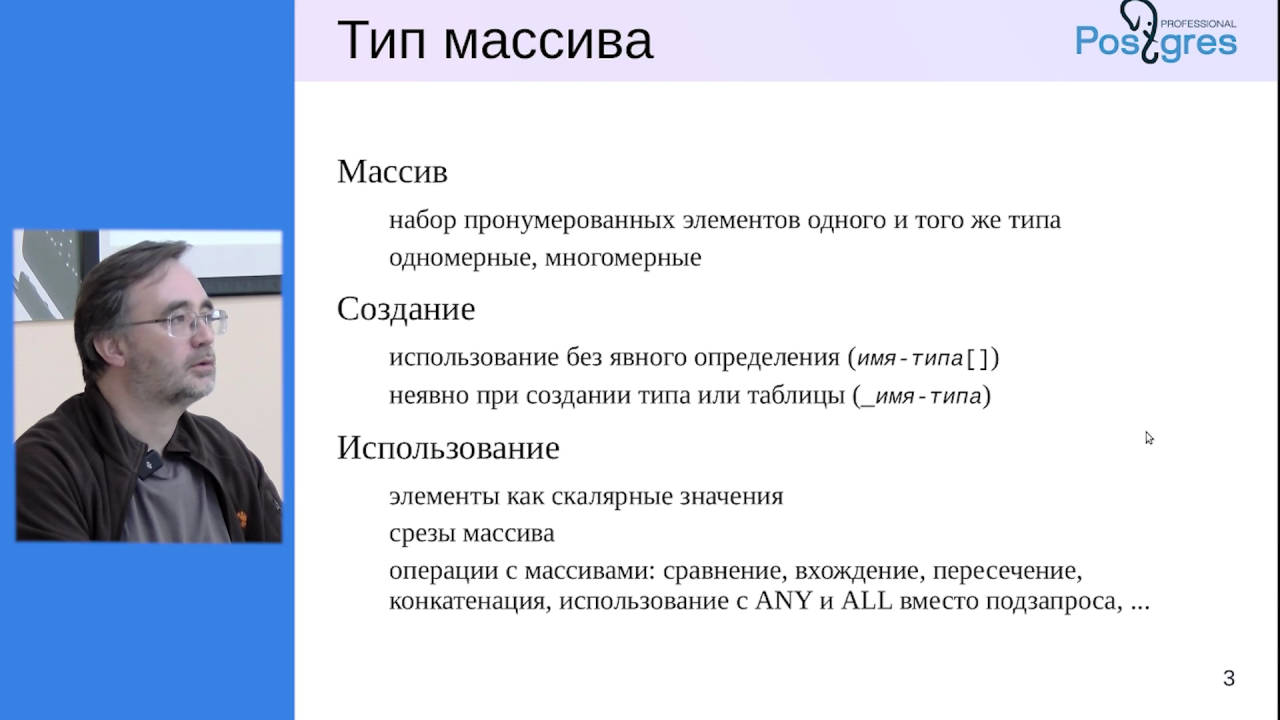 Тип массива
PROFESSIONAL
Postgres
Массив
набор пронумерованных элементов одного и того же типа
одномерные, многомерные
Создание
использование без явного определения (имя-типа[])
неявно при создании типа или таблицы (_имя-типа)
Использование
элементы как скалярные значения
срезы массива
операции с массивами: сравнение, вхождение, пересечение,
конкатенация, использование с ANY и ALL вместо подзапроса, ...
3